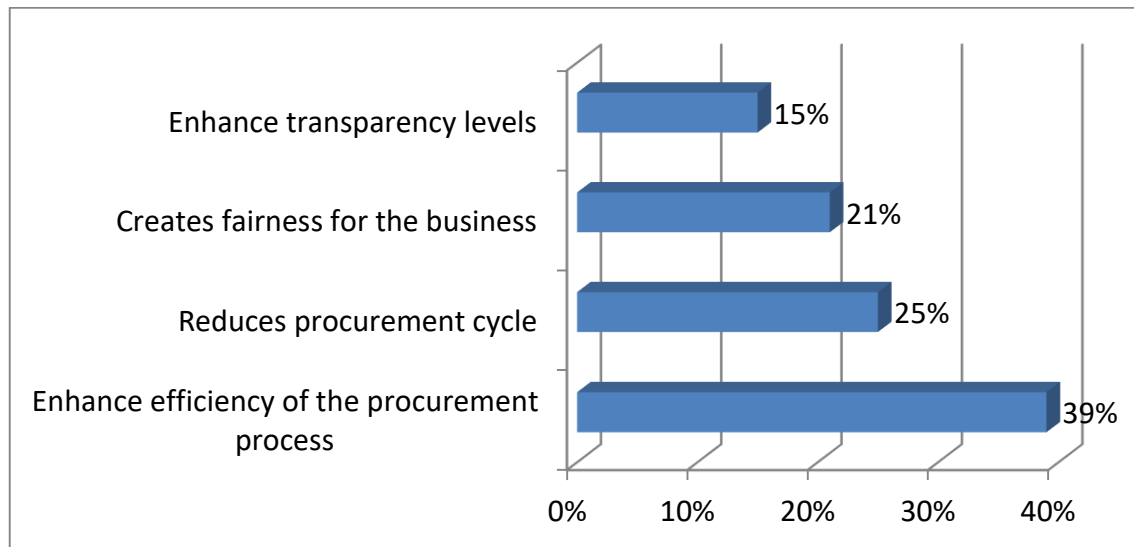 Enhance transparency levels
15%
Creates fairness for the business
21%
Reduces procurement cycle
25%
Enhance efficiency of the procurement
process
39%
0% 10% 20% 30% 40%